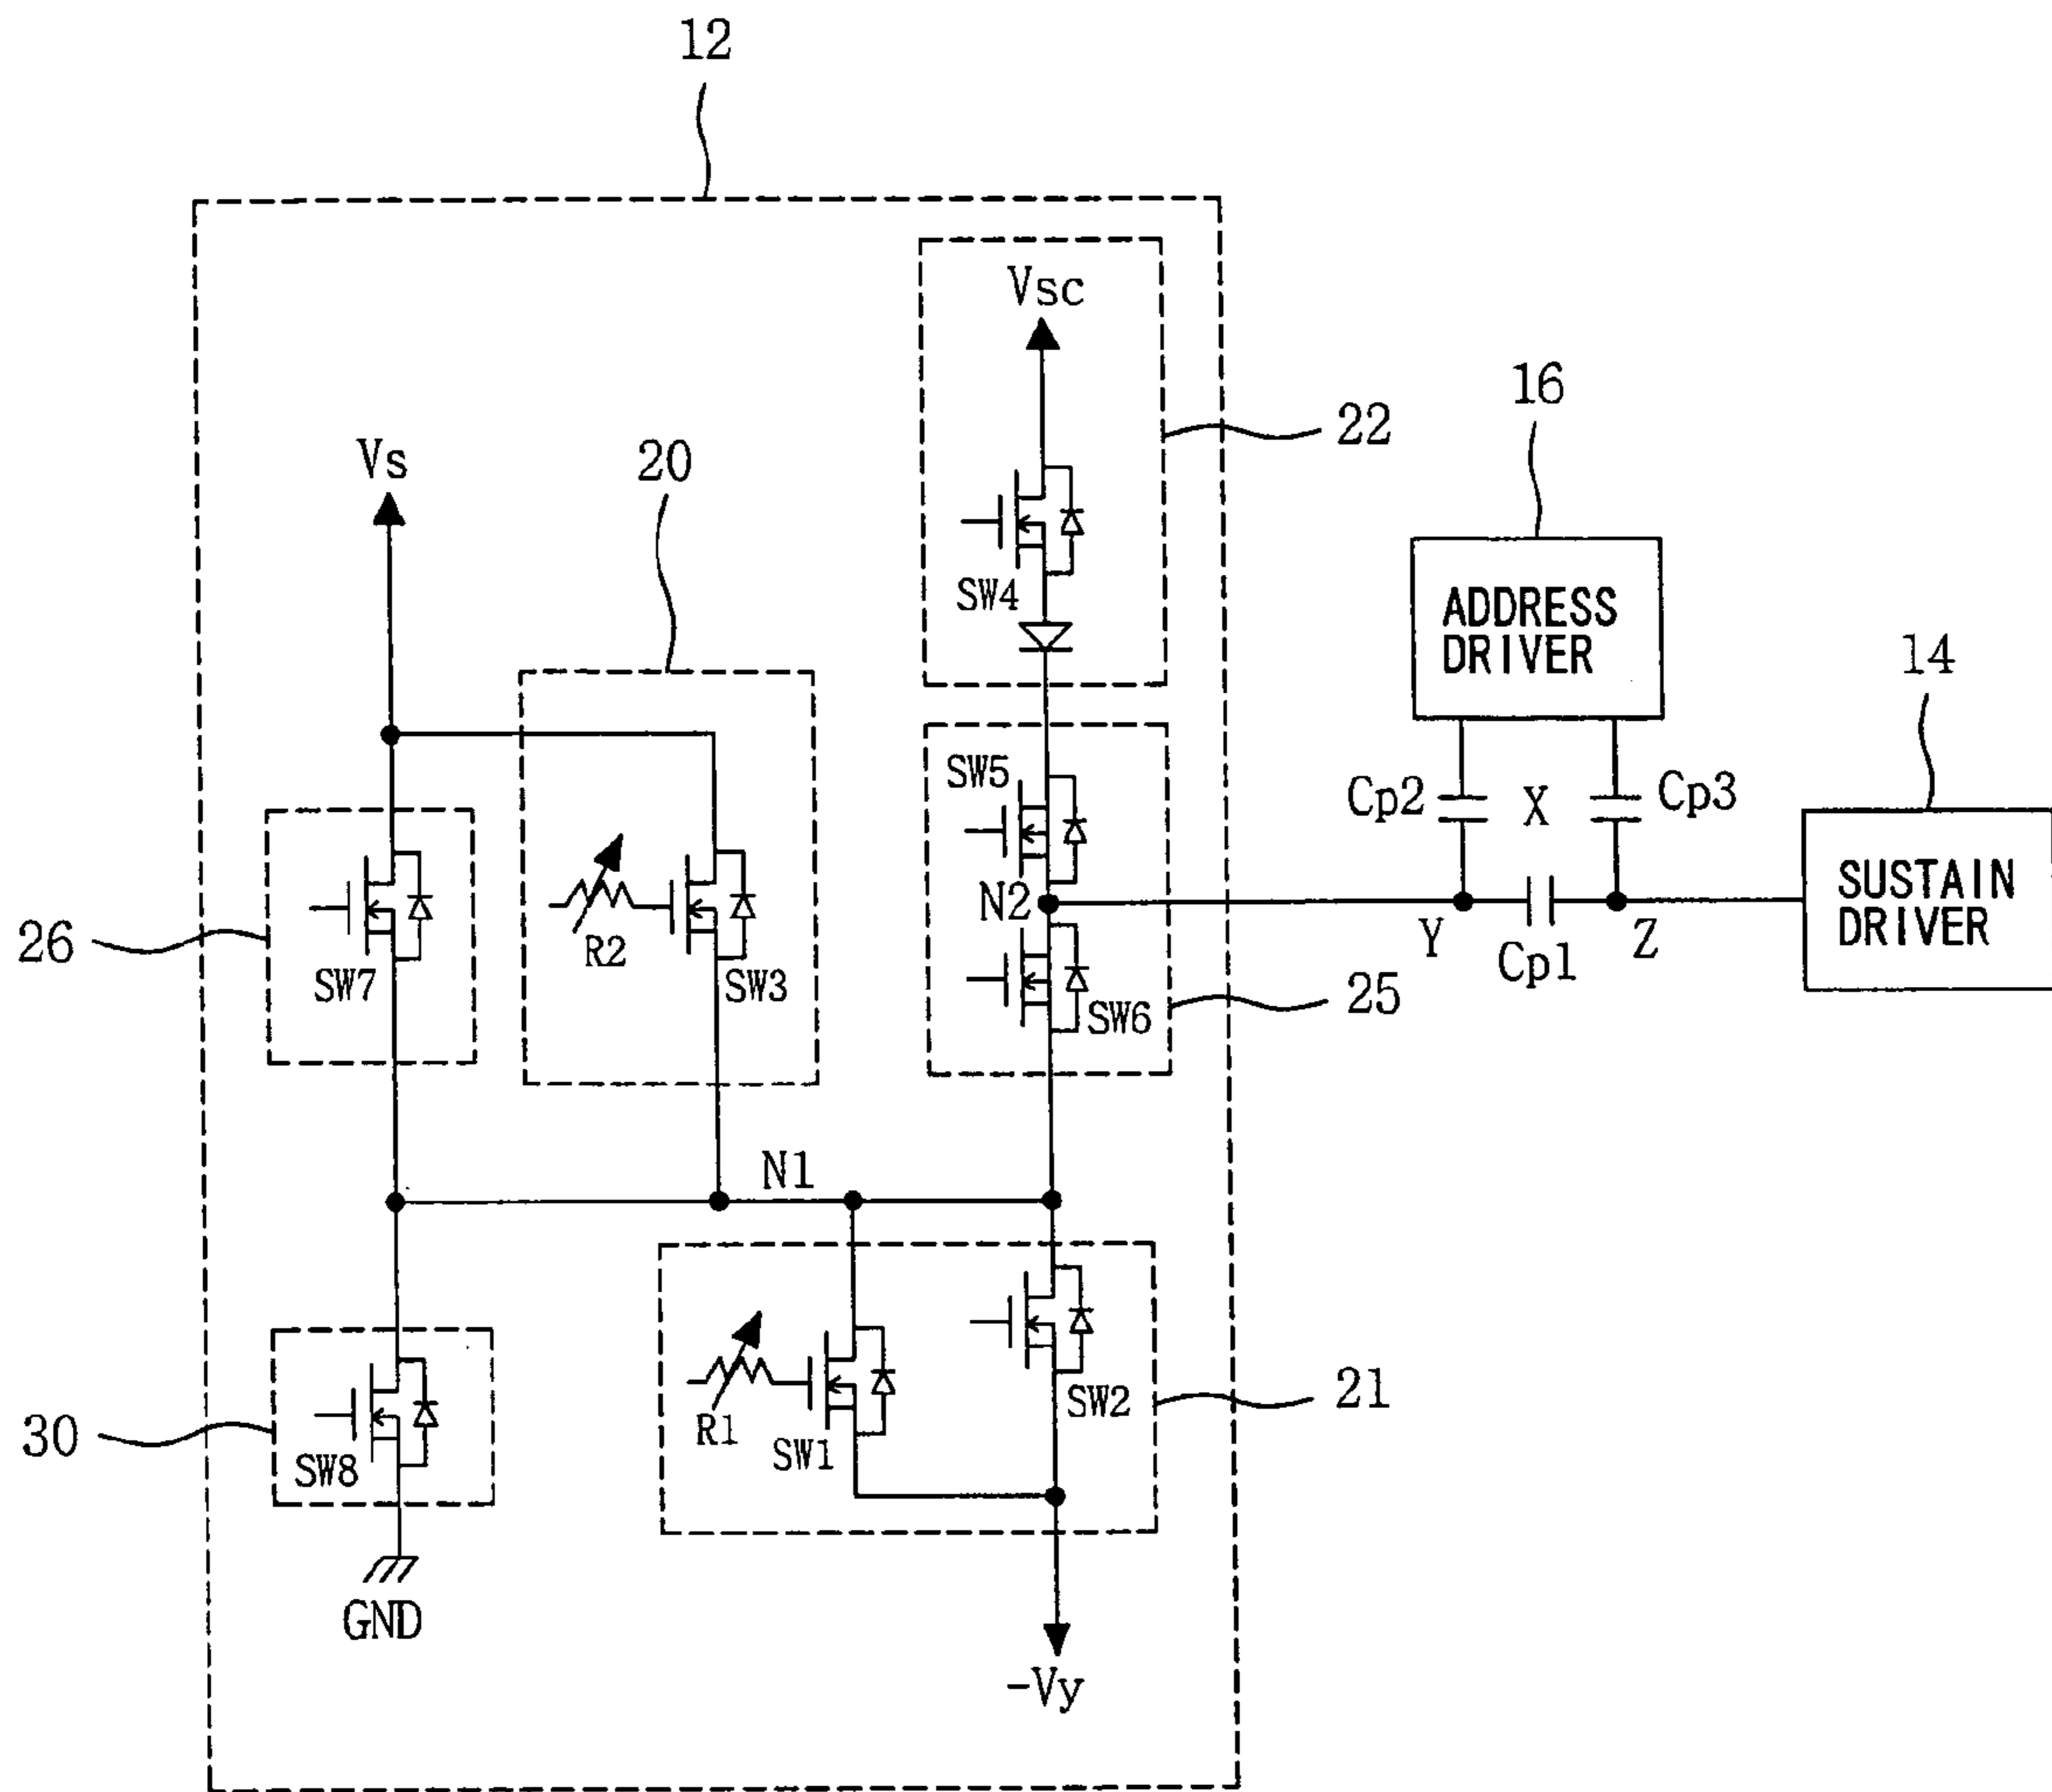 12
Vsc
16
22
Vs
20
ADDRESS
DRIVER
SW4
14
SW5
Cp2
X
Cp3
SUSTAIN
DRIVER
N2
26
R2
SW7
SW3
Y
Cp1
Z
25
SW6
N1
21
SW2
R1
SW1
30
SW8
GND
-Vy